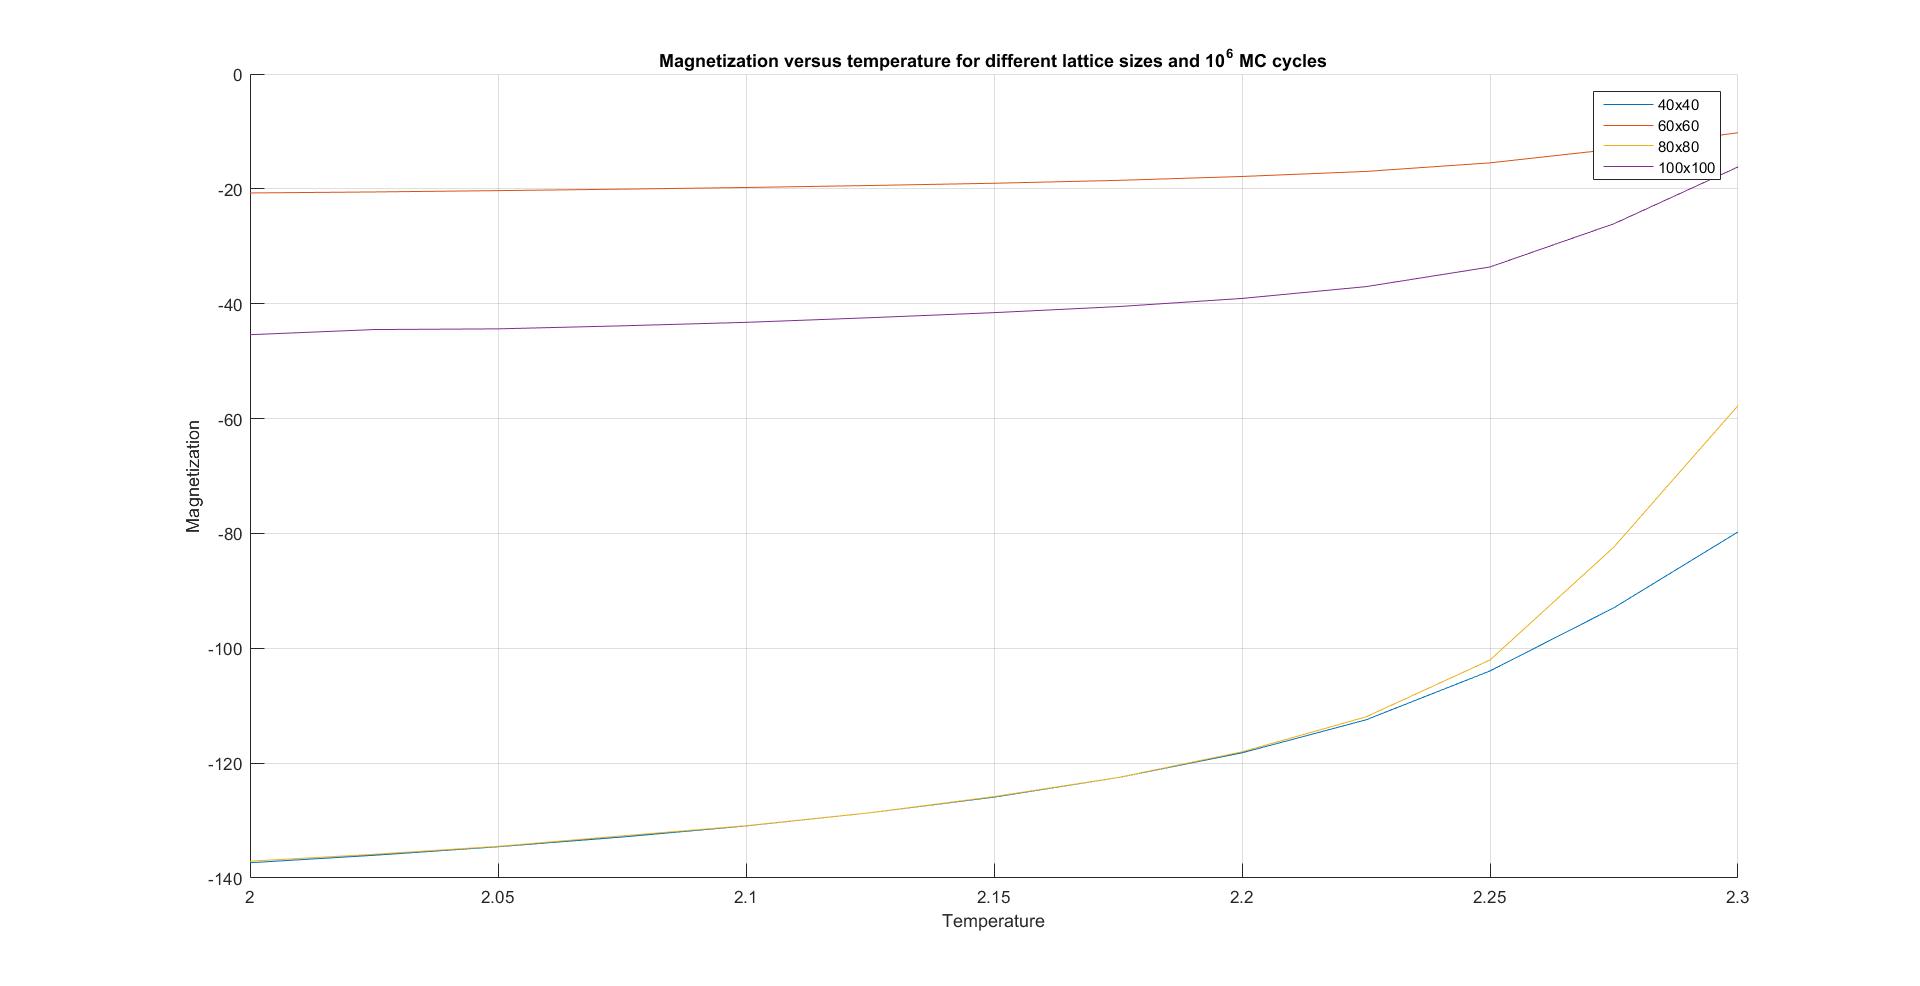 Magnetization versus temperature for different lattice sizes and 10^6 MC cycles
0
-20
-40
-60
-80
-100
-120
-140
Magnetization
40x40
60x60
80x80
100x100
2 2.05 2.1 2.15 2.2 2.25 2.3
Temperature